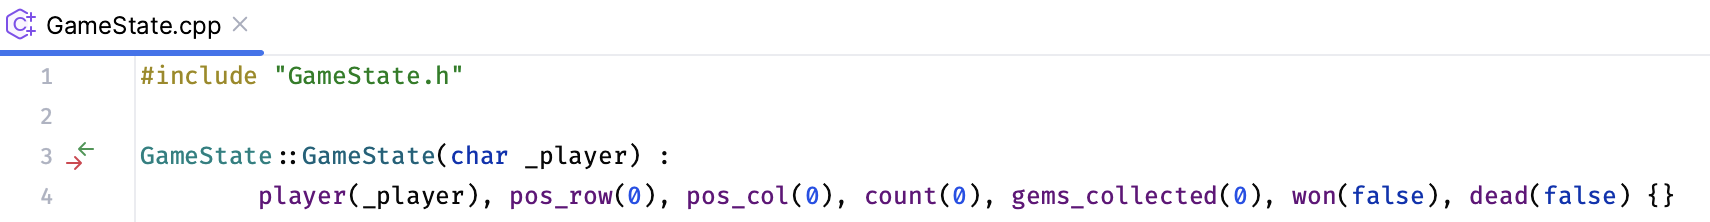 GameState.cpp
1 #include "GameState.h"
2
3 GameState::GameState(char _player) :
4 player(_player), pos_row(0), pos_col(0), count(0), gems_collected(0), won(false), dead(false) {}